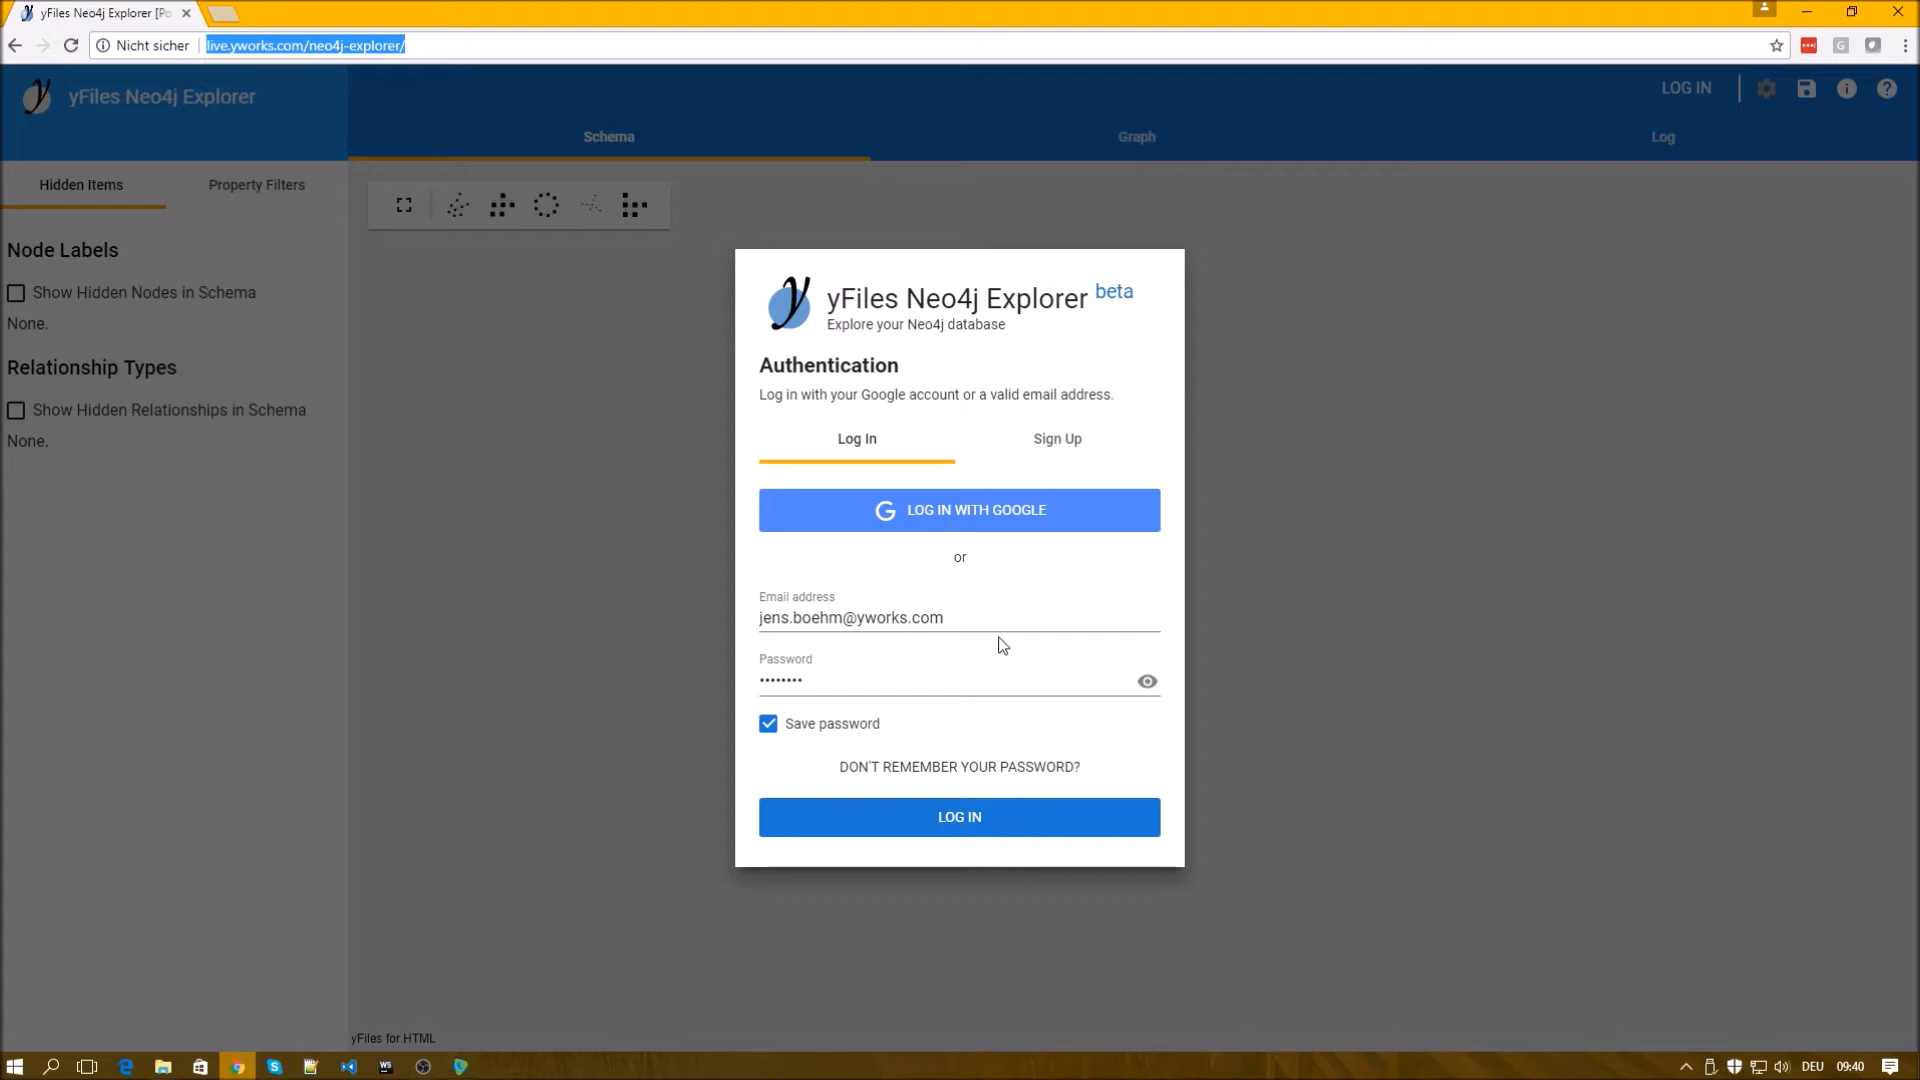 yFiles Neo4j Explorer [Po
Nicht sicher live.yworks.com/neo4j-explorer/
yFiles Neo4j Explorer
LOG IN
Schema Graph Log
Hidden Items Property Filters
Node Labels
Show Hidden Nodes in Schema
None.
Relationship Types
Show Hidden Relationships in Schema
None.
yFiles Neo4j Explorer beta
Explore your Neo4j database
Authentication
Log in with your Google account or a valid email address.
Log In Sign Up
LOG IN WITH GOOGLE
or
Email address
jens.boehm@yworks.com
Password
••••••••
Save password
DON'T REMEMBER YOUR PASSWORD?
LOG IN
yFiles for HTML
WS
DEU 09:40